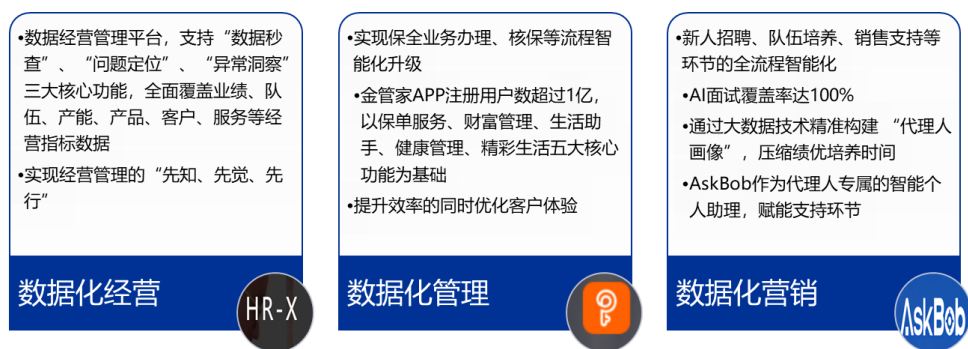 •数据经营管理平台，支持“数据秒
查”、“问题定位”、“异常洞察”
三大核心功能，全面覆盖业绩、队
伍、产能、产品、客户、服务等经
营指标数据
•实现经营管理的“先知、先觉、先
行”
数据化经营
HR-X
•实现保全业务办理、核保等流程智
能化升级
•金管家APP注册用户数超过1亿，
以保单服务、财富管理、生活助
手、健康管理、精彩生活五大核心
功能为基础
•提升效率的同时优化客户体验
数据化管理
•新人招聘、队伍培养、销售支持等
环节的全流程智能化
•AI面试覆盖率达100%
•通过大数据技术精准构建 “代理人
画像”，压缩绩优培养时间
•AskBob作为代理人专属的智能个
人助理，赋能支持环节
数据化营销
AskBob